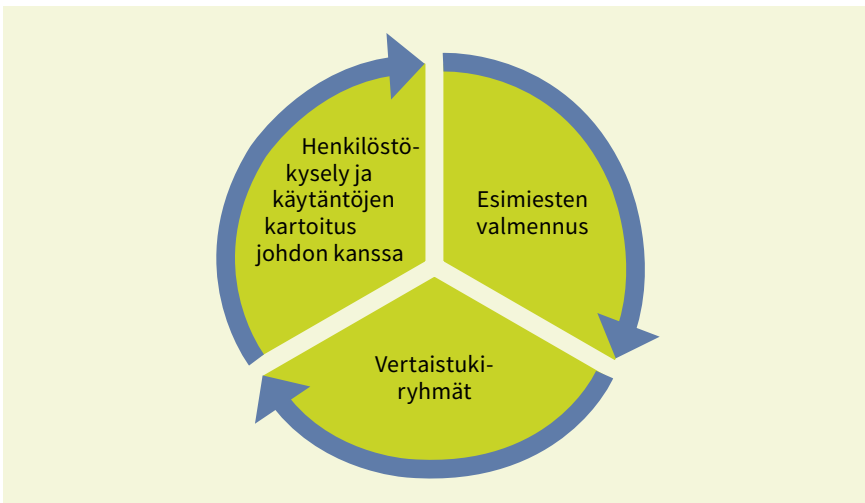 Henkilöstö-
kysely ja
käytäntöjen
kartoitus
johdon kanssa
Esimiesten
valmennus
Vertaistuki-
ryhmät